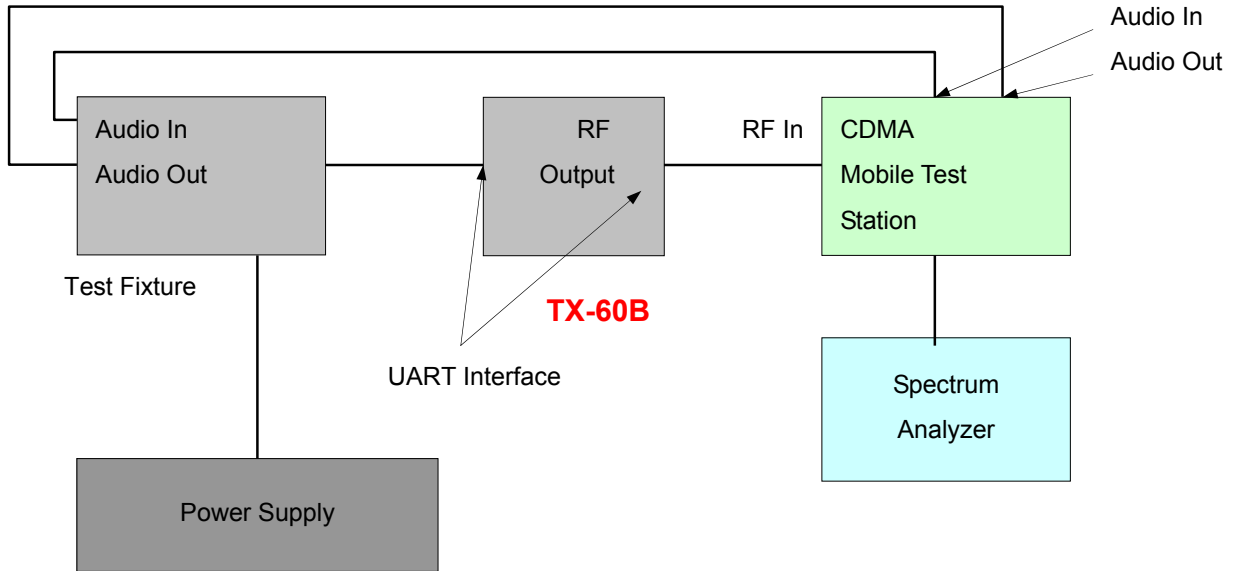 Audio In
Audio Out
Audio In
Audio Out
Test Fixture
RF
Output
RF In
CDMA
Mobile Test
Station
TX-60B
UART Interface
Spectrum
Analyzer
Power Supply